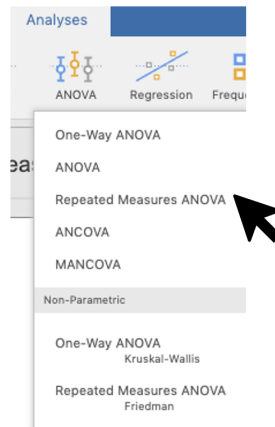 Analyses
ANOVA
Regression
Frequ
ea
One-Way ANOVA
ANOVA
Repeated Measures ANOVA
ANCOVA
MANCOVA
Non-Parametric
One-Way ANOVA
Kruskal-Wallis
Repeated Measures ANOVA
Friedman